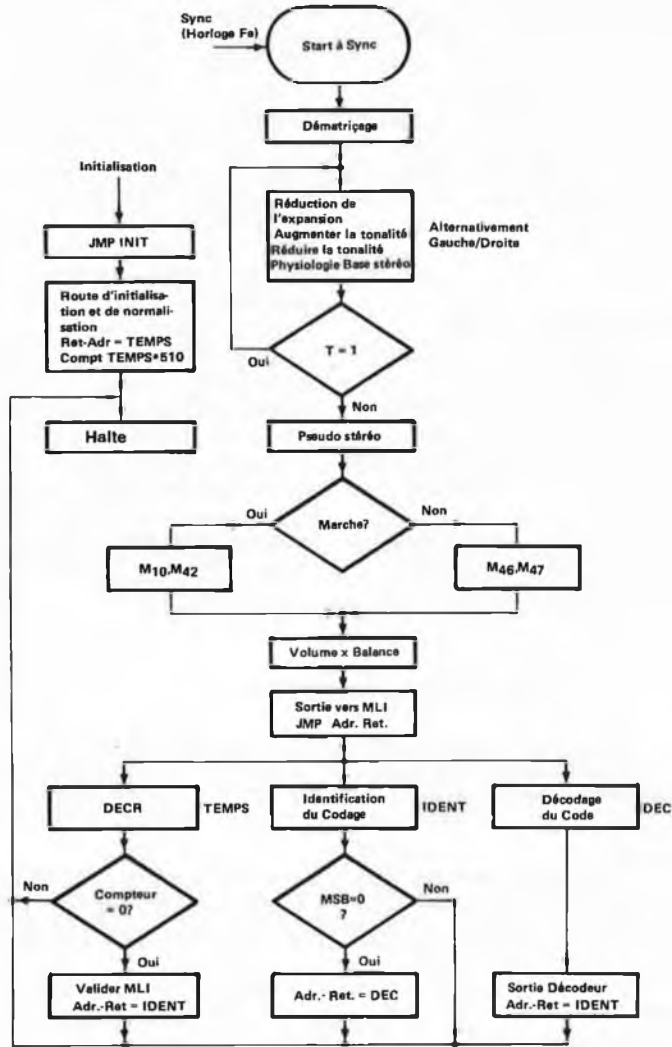 Sync
(Horloge Fe)
Start à Sync
Dématriçage
Initialisation
JMP INIT
Route d'initialisa-
tion et de normali-
sation
Ret-Adr = TEMPS
Compt TEMPS*510
Halte
Réduction de
l'expansion
Augmenter la tonalité
Réduire la tonalité
Physiologie Base stéréo
Alternativement
Gauche/Droite
T = 1
Oui
Non
Pseudo stéréo
Marche?
Oui
Non
M10,M42
M46,M47
Volume x Balance
Sortie vers MLI
JMP Adr. Ret.
DECR
TEMPS
Identification
du Codage
IDENT
Décodage
du Code
DEC
Compteur
= 0?
Non
Oui
MSB=0
?
Non
Oui
Valider MLI
Adr.-Ret = IDENT
Adr.- Ret. = DEC
Sortie Décodeur
Adr.-Ret = IDENT